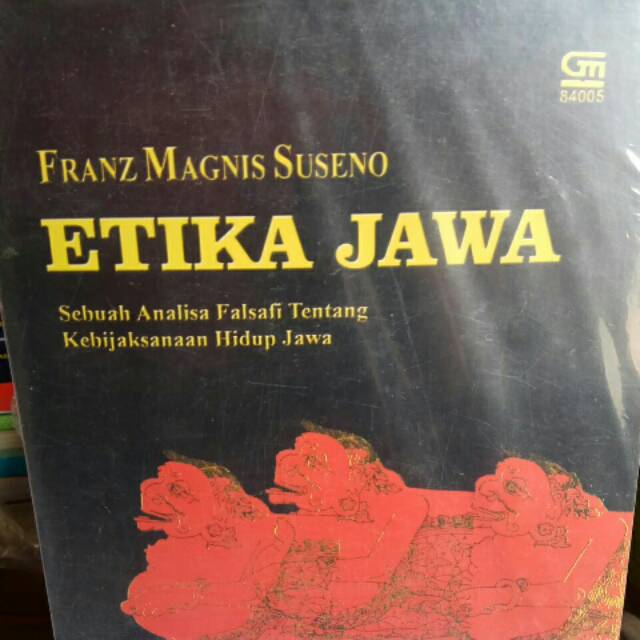 GM
84005
FRANZ MAGNIS SUSENO
ETIKA JAWA
Sebuah Analisa Falsafi Tentang
Kebijaksanaan Hidup Jawa